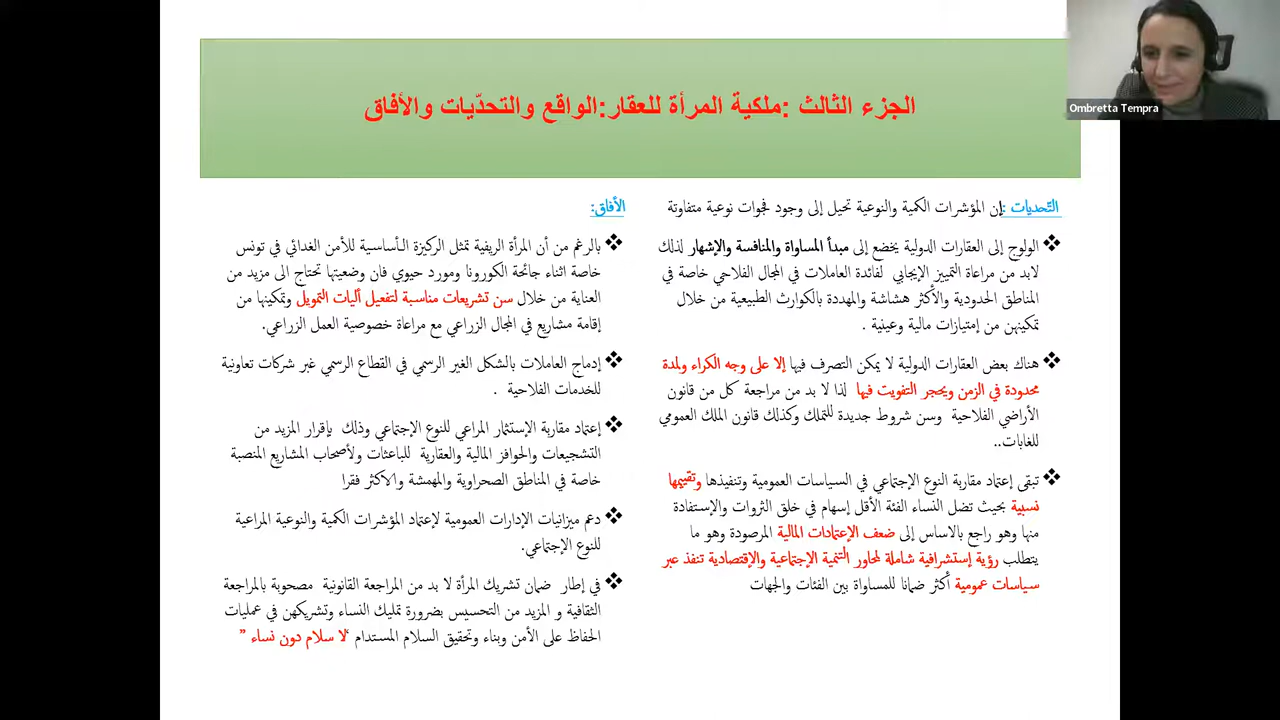 الجزء الثالث :ملكية المرأة للعقار:الواقع والتحدّيات والأفاق
Ombretta Tempra
التّحديات :إن المؤشرات الكمية والنوعية تحيل إلى وجود فجوات نوعية متفاوتة
❖ الولوج إلى العقارات الدولية يخضع إلى مبدأ المساواة والمنافسة والإشهار لذلك
لابد من مراعاة التمييز الإيجابي لفائدة العاملات في المجال الفلاحي خاصة في
المناطق الحدودية والأكثر هشاشة والمهددة بالكوارث الطبيعية من خلال
تمكينهن من إمتيازات مالية وعينية .
❖ هناك بعض العقارات الدولية لا يمكن التصرف فيها إلا على وجه الكراء ولمدة
محدودة في الزمن ويحجر التفويت فيها لذا لا بد من مراجعة كل من قانون
الأراضي الفلاحية وسن شروط جديدة للتملك وكذلك قانون الملك العمومي
للغابات..
❖ تبقى إعتماد مقاربة النوع الإجتماعي في السياسات العمومية وتنفيذها وتقييمها
نسبية بحيث تضل النساء الفئة الأقل إسهام في خلق الثروات والإستفادة
منها وهو راجع بالاساس إلى ضعف الإعتمادات المالية المرصودة وهو ما
يتطلب رؤية إستشرافية شاملة لمحاور التنمية الإجتماعية والإقتصادية تنفذ عبر
سياسات عمومية أكثر ضمانا للمساواة بين الفئات والجهات
الأفاق:
❖ بالرغم من أن المرأة الريفية تمثل الركيزة الأساسية للأمن الغذائي في تونس
خاصة اثناء جائحة الكورونا ومورد حيوي فان وضعيتها تحتاج الى مزيد من
العناية من خلال سن تشريعات مناسبة لتفعيل أليات التمويل وتمكينها من
إقامة مشاريع في المجال الزراعي مع مراعاة خصوصية العمل الزراعي.
❖ إدماج العاملات بالشكل الغير الرسمي في القطاع الرسمي غبر شركات تعاونية
للخدمات الفلاحية .
❖ إعتماد مقاربة الإستثمار المراعي للنوع الإجتماعي وذلك بإقرار المزيد من
التشجيعات والحوافز المالية والعقارية للباعثات ولأصحاب المشاريع المنصبة
خاصة في المناطق الصحراوية والمهمشة والاكثر فقرا
❖ دعم ميزانيات الإدارات العمومية لإعتماد المؤشرات الكمية والنوعية المراعية
للنوع الإجتماعي.
❖ في إطار ضمان تشريك المرأة لا بد من المراجعة القانونية مصحوبة بالمراجعة
الثقافية و المزيد من التحسيس بضرورة تمليك النساء وتشريكهن في عمليات
الحفاظ على الأمن وبناء وتحقيق السلام المستدام "لا سلام دون نساء "